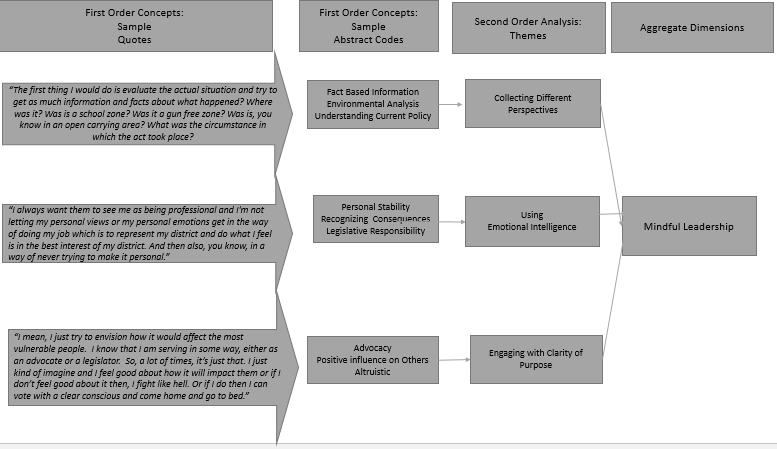 First Order Concepts:
Sample
Quotes
First Order Concepts:
Sample
Abstract Codes
Second Order Analysis:
Themes
Aggregate Dimensions
“The first thing I would do is evaluate the actual situation and try to
get as much information and facts about what happened? Where
was it? Was is a school zone? Was it a gun free zone? Was is, you
know in an open carrying area? What was the circumstance in
which the act took place?
Fact Based Information
Environmental Analysis
Understanding Current Policy
Collecting Different
Perspectives
“I always want them to see me as being professional and I'm not
letting my personal views or my personal emotions get in the way
of doing my job which is to represent my district and do what I feel
is in the best interest of my district. And then also, you know, in a
way of never trying to make it personal.”
Personal Stability
Recognizing Consequences
Legislative Responsibility
Using
Emotional Intelligence
Mindful Leadership
“I mean, I just try to envision how it would affect the most
vulnerable people. I know that I am serving in some way, either as
an advocate or a legislator. So, a lot of times, it's just that. I just
kind of imagine and I feel good about how it will impact them or if I
don't feel good about it then, I fight like hell. Or if I do then I can
vote with a clear conscious and come home and go to bed.”
Advocacy
Positive influence on Others
Altruistic
Engaging with Clarity of
Purpose